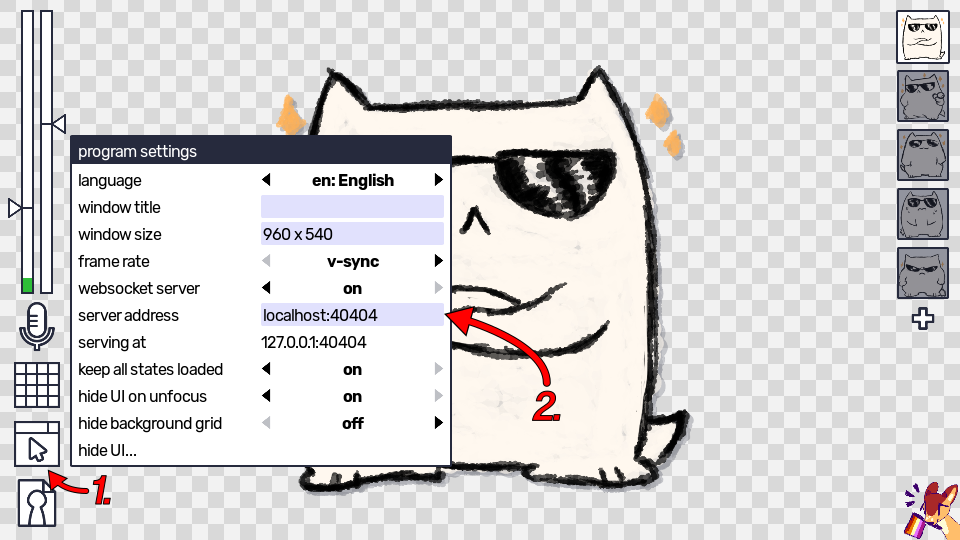 program settings
language en: English
window title
window size 960 x 540
frame rate v-sync
websocket server on
server address localhost:40404
serving at 127.0.0.1:40404
keep all states loaded on
hide UI on unfocus on
hide background grid off
hide UI...
1.
2.